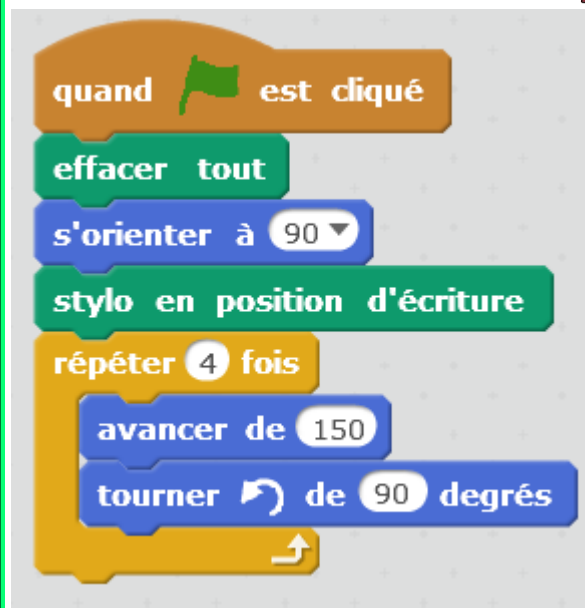 quand est cliqué
effacer tout
s'orienter à 90
stylo en position d'écriture
répéter 4 fois
avancer de 150
tourner de 90 degrés